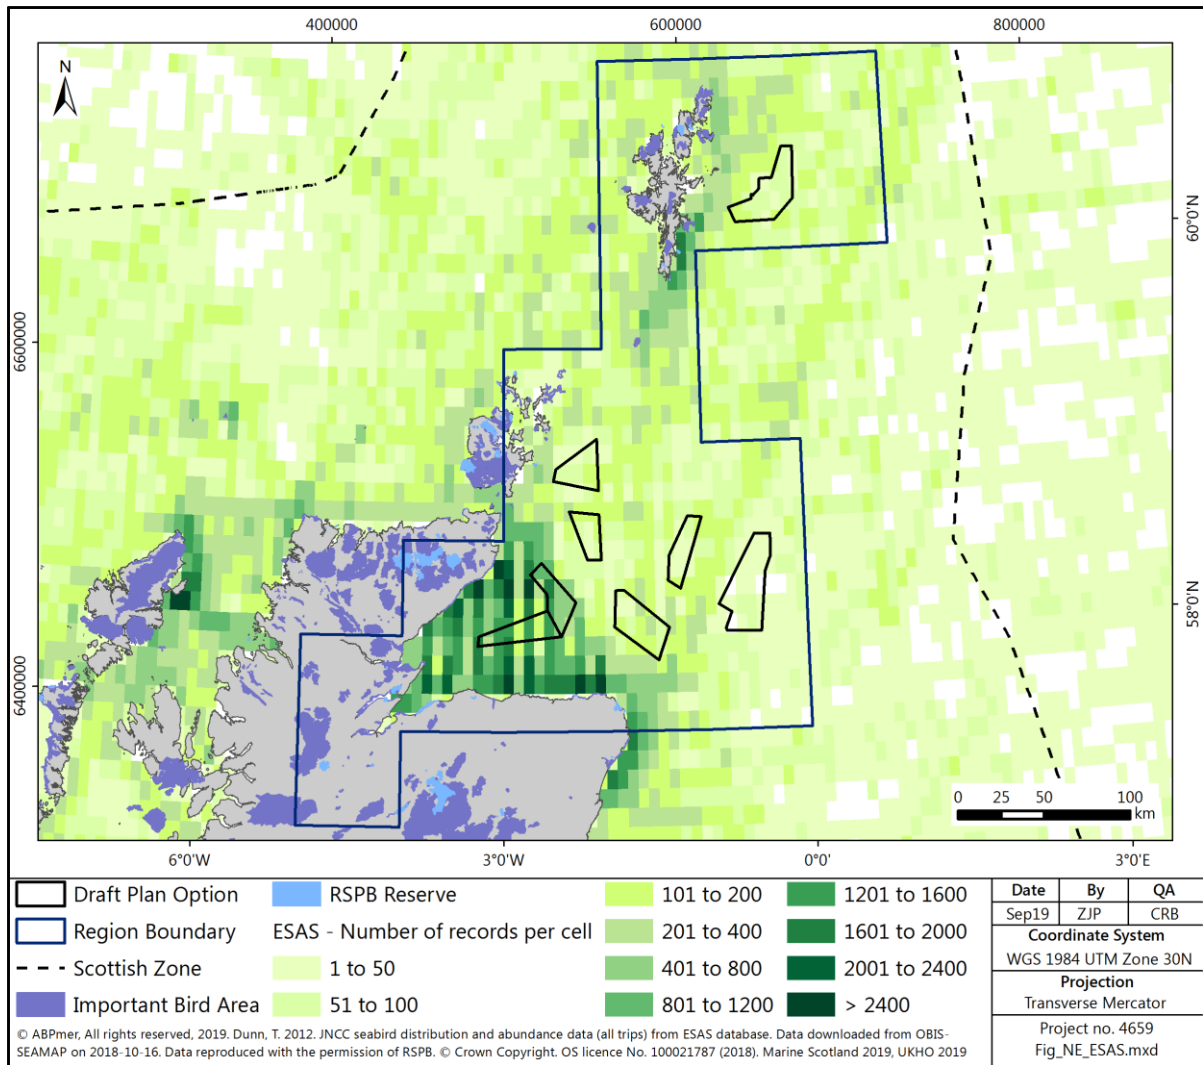 400000
600000
800000
N
60°0'N
6600000
58°0'N
6400000
0 25 50 100
km
6°0'W
3°0'W
0°0'
3°0'E
Draft Plan Option
Region Boundary
Scottish Zone
Important Bird Area
RSPB Reserve
ESAS - Number of records per cell
1 to 50
51 to 100
101 to 200
201 to 400
401 to 800
801 to 1200
1201 to 1600
1601 to 2000
2001 to 2400
> 2400
Date By QA
Sep19 ZJP CRB
Coordinate System
WGS 1984 UTM Zone 30N
Projection
Transverse Mercator
Project no. 4659
Fig_NE_ESAS.mxd
© ABPmer, All rights reserved, 2019. Dunn, T. 2012. JNCC seabird distribution and abundance data (all trips) from ESAS database. Data downloaded from OBIS-
SEAMAP on 2018-10-16. Data reproduced with the permission of RSPB. © Crown Copyright. OS licence No. 100021787 (2018). Marine Scotland 2019, UKHO 2019